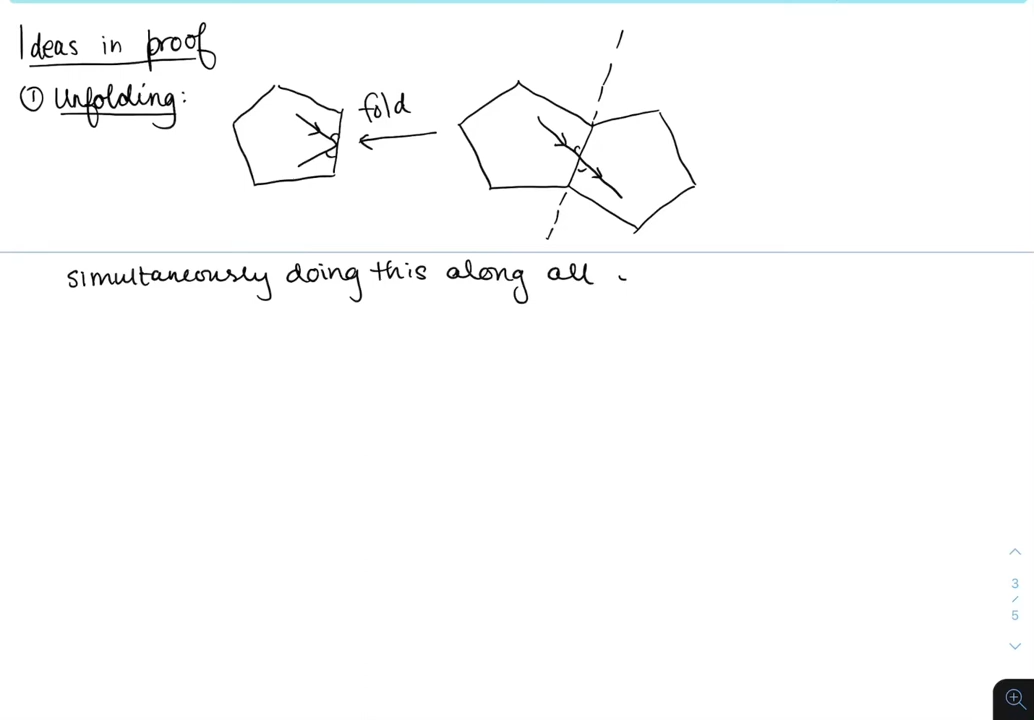 Ideas in proof
① Unfolding:
fold
simultaneously doing this along all
3
/
5